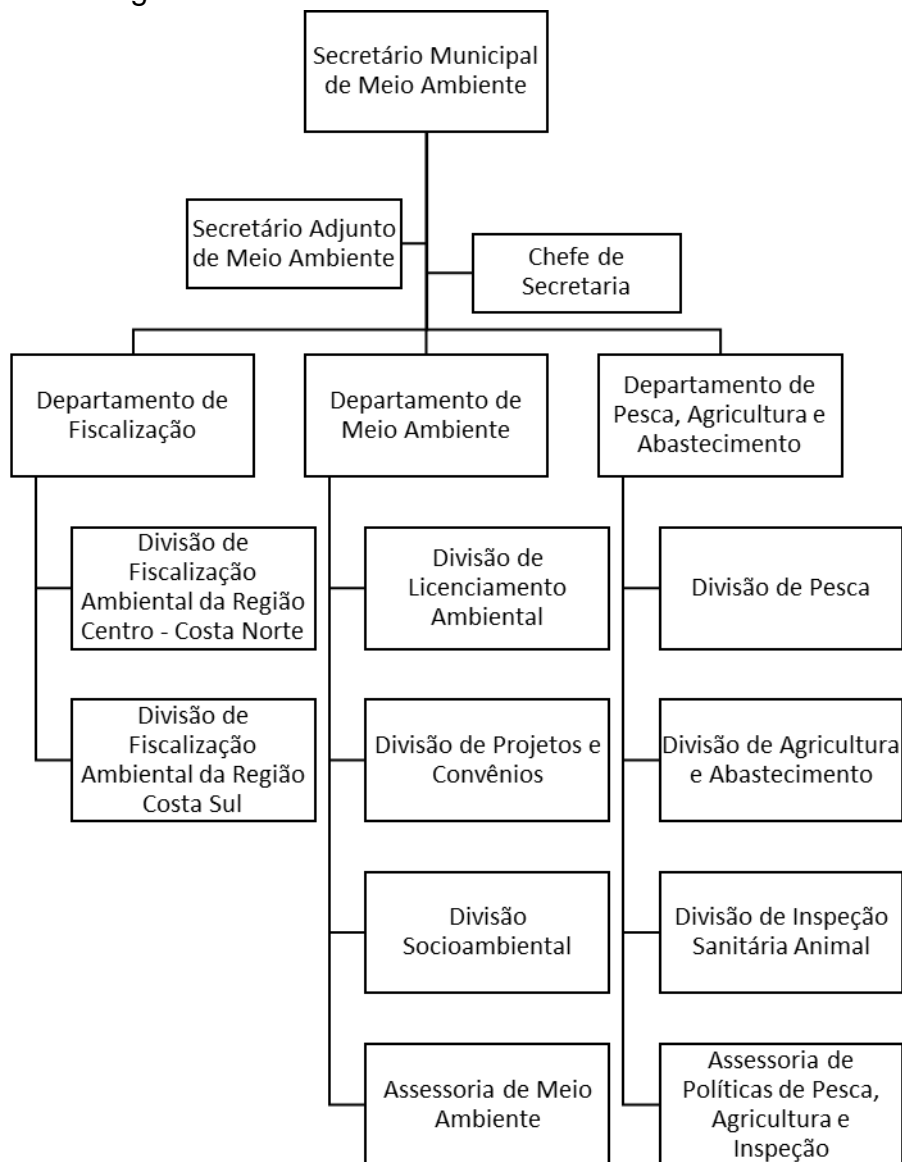 Secretário Municipal
de Meio Ambiente
Secretário Adjunto
de Meio Ambiente
Chefe de
Secretaria
Departamento de
Fiscalização
Departamento de
Meio Ambiente
Departamento de
Pesca, Agricultura e
Abastecimento
Divisão de
Fiscalização
Ambiental da Região
Centro - Costa Norte
Divisão de
Licenciamento
Ambiental
Divisão de Pesca
Divisão de
Fiscalização
Ambiental da Região
Costa Sul
Divisão de Projetos e
Convênios
Divisão de Agricultura
e Abastecimento
Divisão
Socioambiental
Divisão de Inspeção
Sanitária Animal
Assessoria de Meio
Ambiente
Assessoria de
Políticas de Pesca,
Agricultura e
Inspeção